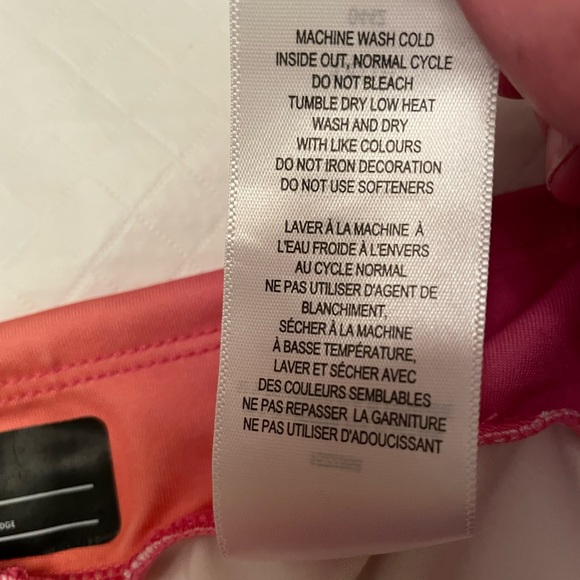 MACHINE WASH COLD
INSIDE OUT, NORMAL CYCLE
DO NOT BLEACH
TUMBLE DRY LOW HEAT
WASH AND DRY
WITH LIKE COLOURS
DO NOT IRON DECORATION
DO NOT USE SOFTENERS
LAVER À LA MACHINE À
L'EAU FROIDE À L'ENVERS
AU CYCLE NORMAL
NE PAS UTILISER D'AGENT DE
BLANCHIMENT,
SÉCHER À LA MACHINE
À BASSE TEMPÉRATURE,
LAVER ET SÉCHER AVEC
DES COULEURS SEMBLABLES
NE PAS REPASSER LA GARNITURE
NE PAS UTILISER D'ADOUCISSANT